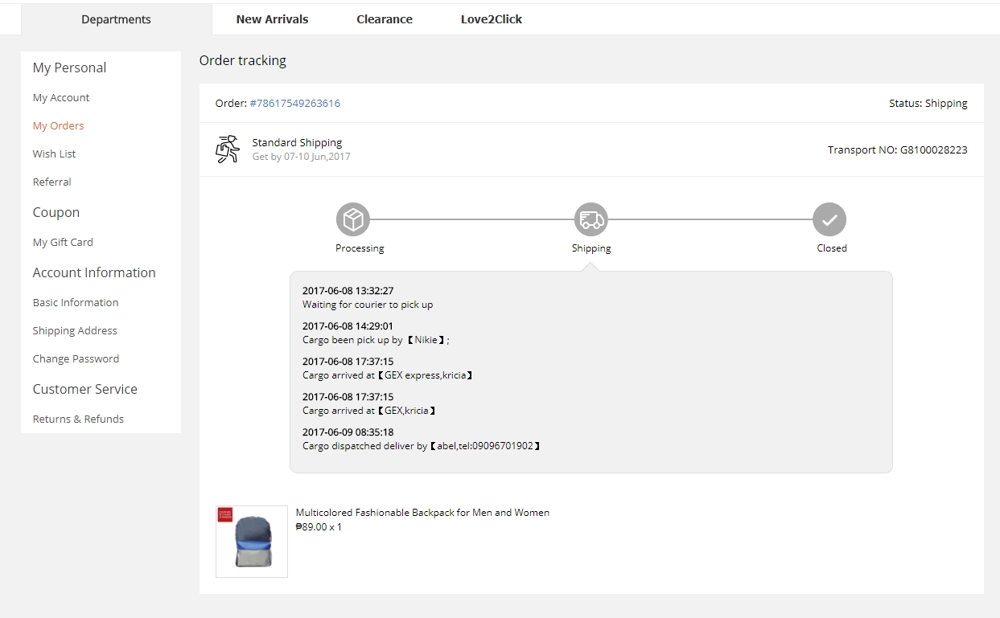 Departments
New Arrivals
Clearance
Love2Click
My Personal
My Account
My Orders
Wish List
Referral
Coupon
My Gift Card
Account Information
Basic Information
Shipping Address
Change Password
Customer Service
Returns & Refunds
Order tracking
Order: #78617549263616
Status: Shipping
Standard Shipping
Get by 07-10 Jun,2017
Transport NO: G8100028223
Processing
Shipping
Closed
2017-06-08 13:32:27
Waiting for courier to pick up
2017-06-08 14:29:01
Cargo been pick up by【Nikie】;
2017-06-08 17:37:15
Cargo arrived at【GEX express,kricia】
2017-06-08 17:37:15
Cargo arrived at【GEX,kricia】
2017-06-09 08:35:18
Cargo dispatched deliver by【abel,tel:09096701902】
Multicolored Fashionable Backpack for Men and Women
₱89.00 x 1